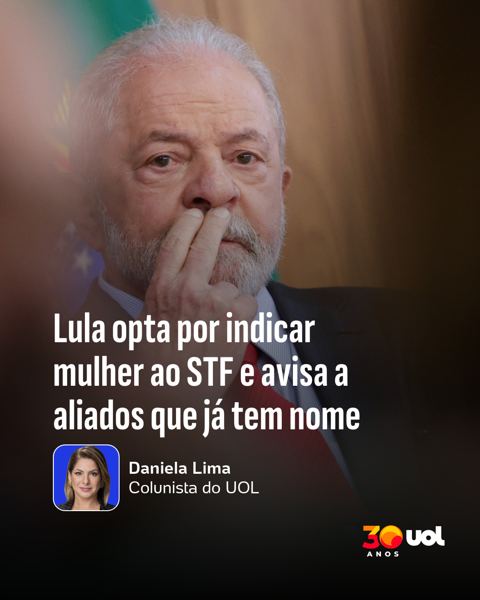 Lula opta por indicar
mulher ao STF e avisa a
aliados que já tem nome
Daniela Lima
Colunista do UOL
30 uol
ANOS